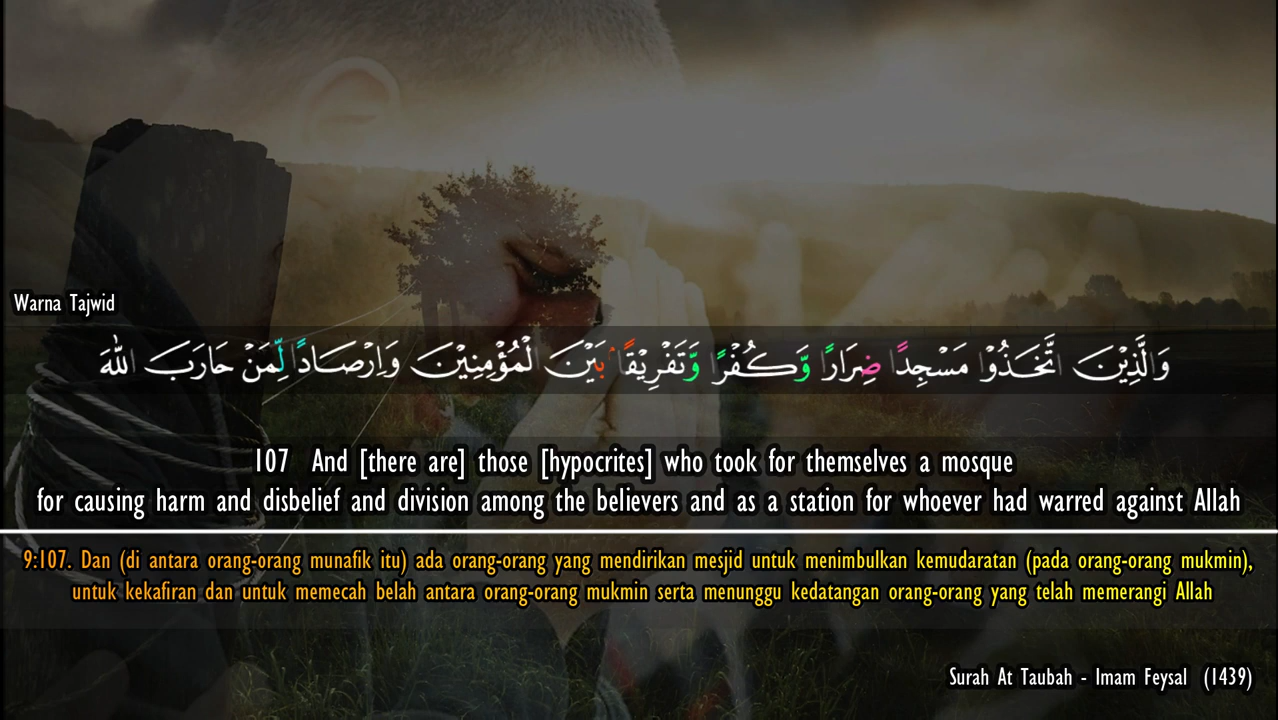 Warna Tajwid
وَالَّذِيْنَ اتَّخَذُوْا مَسْجِدًا ضِرَارًا وَّكُفْرًا وَّتَفْرِيْقًاۢ بَيْنَ الْمُؤْمِنِيْنَ وَاِرْصَادًا لِّمَنْ حَارَبَ اللّٰهَ
107 And [there are] those [hypocrites] who took for themselves a mosque
for causing harm and disbelief and division among the believers and as a station for whoever had warred against Allah
9:107. Dan (di antara orang-orang munafik itu) ada orang-orang yang mendirikan mesjid untuk menimbulkan kemudaratan (pada orang-orang mukmin),
untuk kekafiran dan untuk memecah belah antara orang-orang mukmin serta menunggu kedatangan orang-orang yang telah memerangi Allah
Surah At Taubah - Imam Feysal (1439)